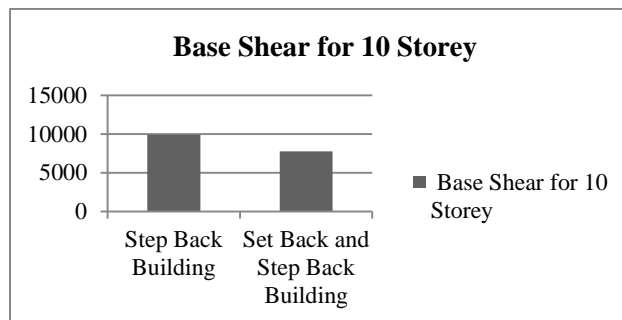 Base Shear for 10 Storey
15000
10000
5000
0
Step Back
Building
Set Back and
Step Back
Building
Base Shear for 10
Storey